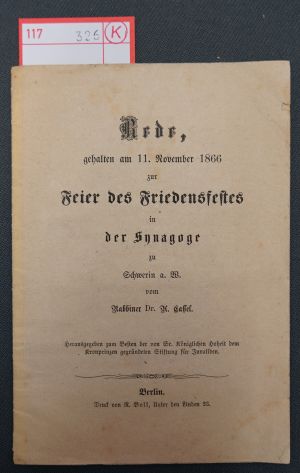 117
326
K
Rede,
gehalten am 11. November 1866
zur
Feier des Friedensfestes
in
der Synagoge
zu
Schwerin a. W.
vom
Rabbiner Dr. R. Cassel.
Herausgegeben zum Besten der von Sr. Königlichen Hoheit dem
Kronprinzen gegründeten Stiftung für Invaliden.
Berlin.
Druck von R. Boll, Unter den Linden 23.